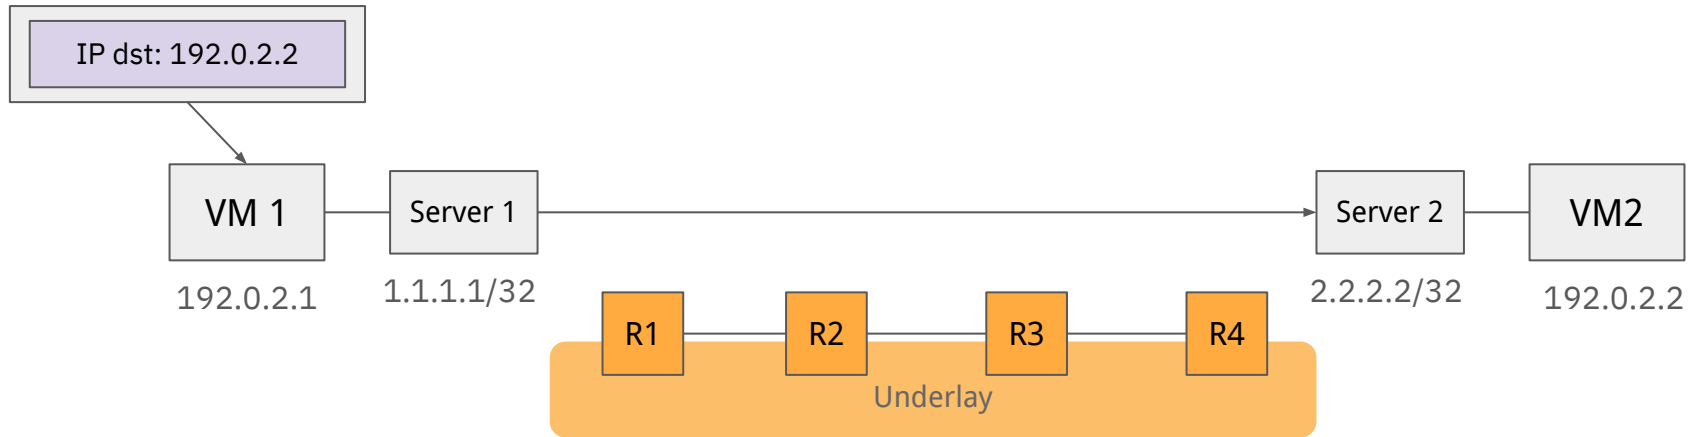 IP dst: 192.0.2.2
VM 1
Server 1
Server 2
VM2
192.0.2.1
1.1.1.1/32
2.2.2.2/32
192.0.2.2
R1
R2
R3
R4
Underlay